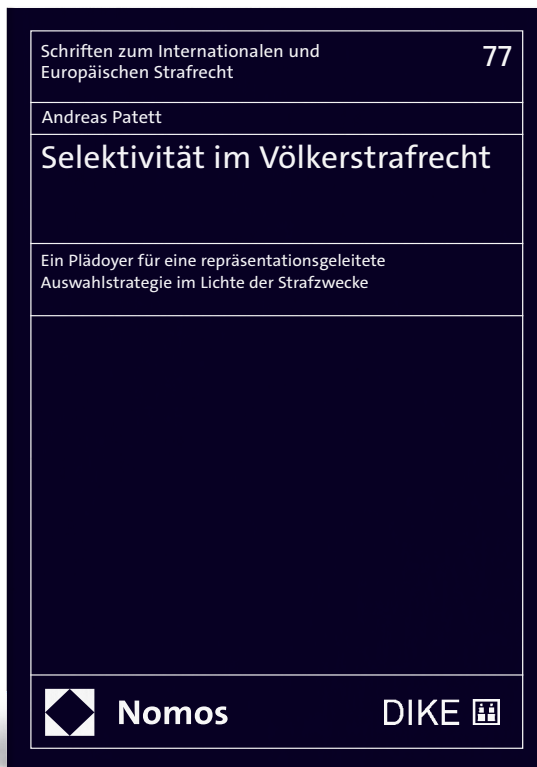 Schriften zum Internationalen und
Europäischen Strafrecht
77
Andreas Patett
Selektivität im Völkerstrafrecht
Ein Plädoyer für eine repräsentationsgeleitete
Auswahlstrategie im Lichte der Strafzwecke
Nomos
DIKE